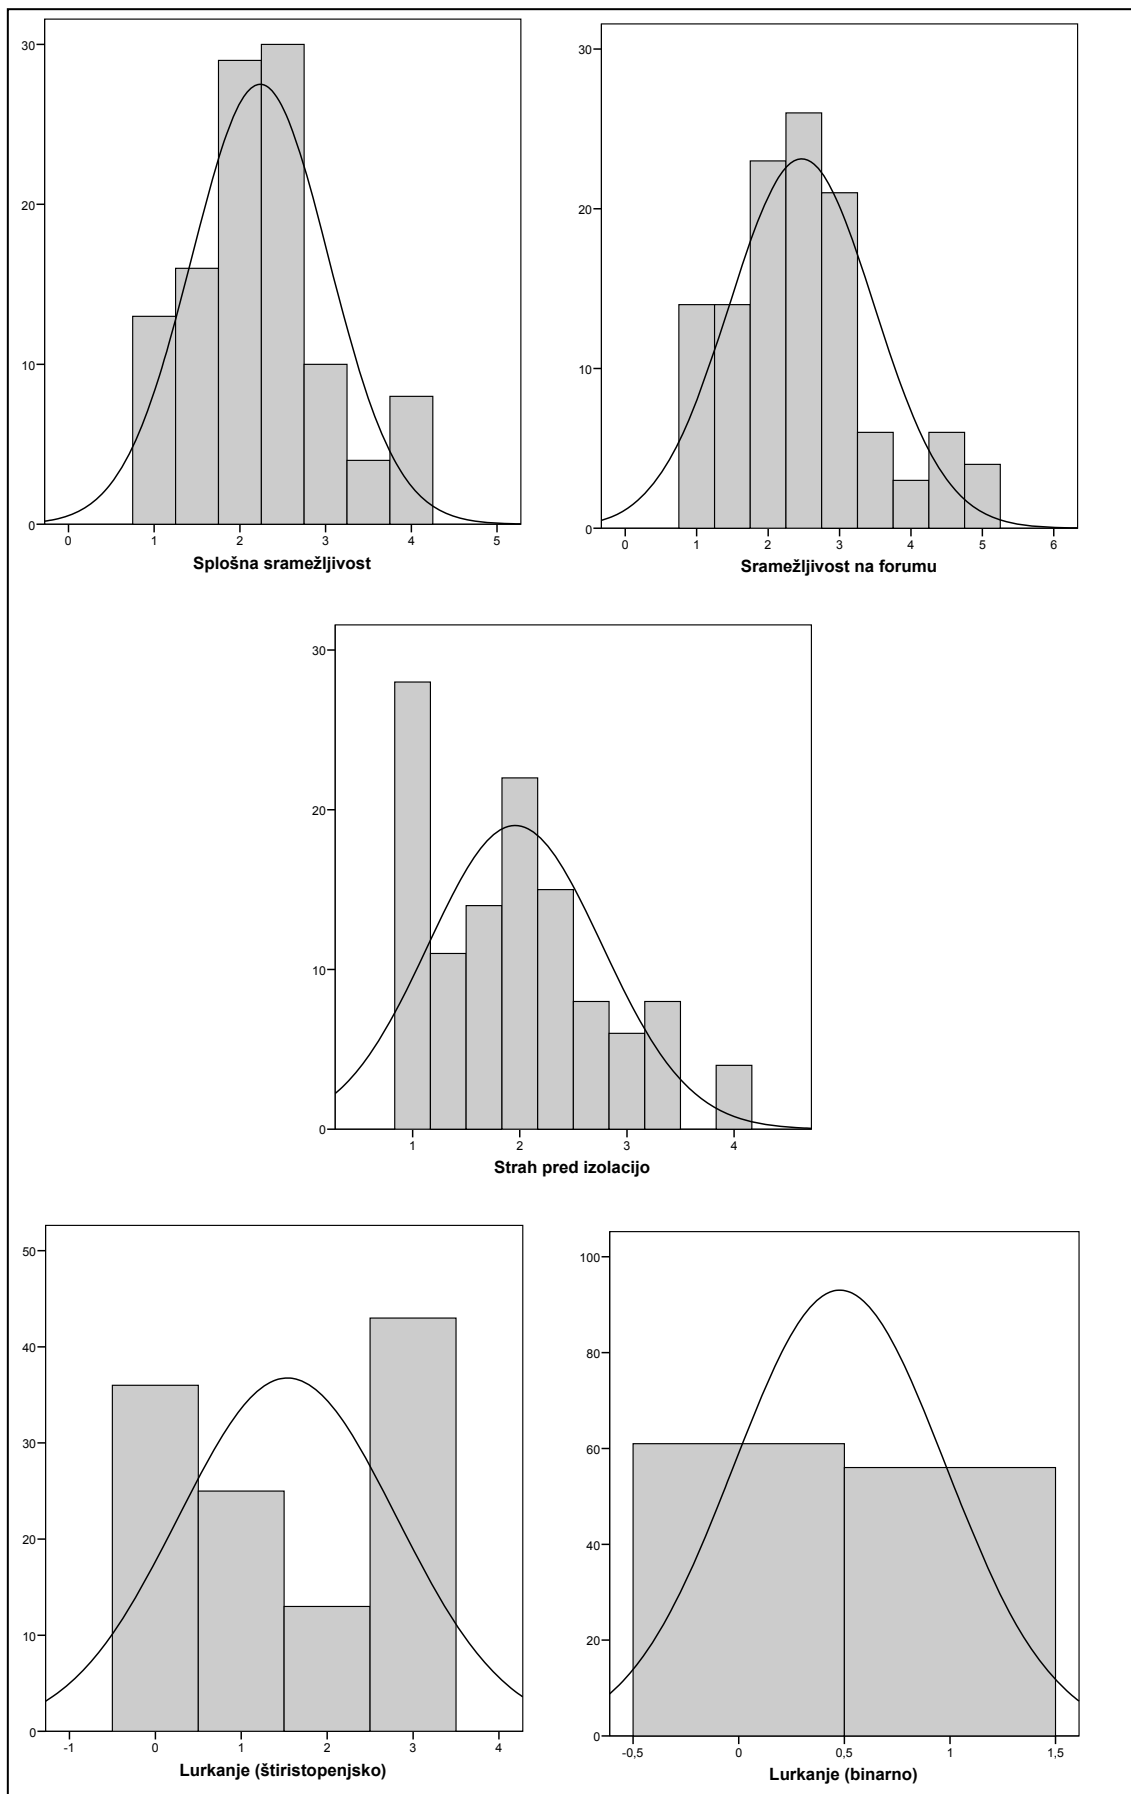 30
20
10
0
0 1 2 3 4 5
Splošna sramežljivost
30
20
10
0
0 1 2 3 4 5 6
Sramežljivost na forumu
30
20
10
0
1 2 3 4
Strah pred izolacijo
50
40
30
20
10
0
-1 0 1 2 3 4
Lurkanje (štiristopenjsko)
100
80
60
40
20
0
-0,5 0 0,5 1 1,5
Lurkanje (binarno)